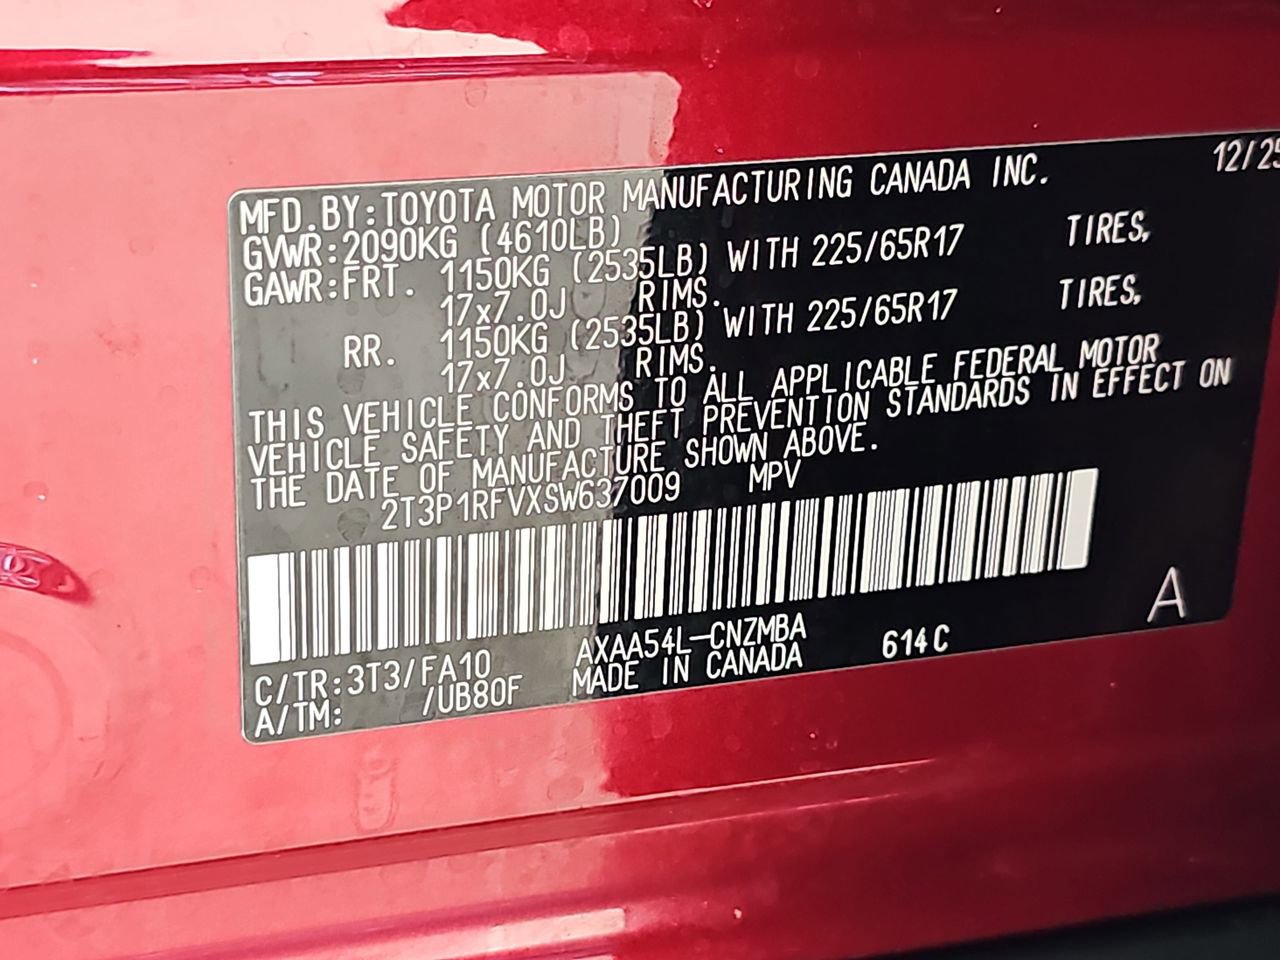 12/25
MFD.BY:TOYOTA MOTOR MANUFACTURING CANADA INC.
GVWR:2090KG (4610LB)
GAWR:FRT. 1150KG (2535LB) WITH 225/65R17 TIRES,
17x7.0J RIMS.
RR. 1150KG (2535LB) WITH 225/65R17 TIRES,
17x7.0J RIMS.
THIS VEHICLE CONFORMS TO ALL APPLICABLE FEDERAL MOTOR
VEHICLE SAFETY AND THEFT PREVENTION STANDARDS IN EFFECT ON
THE DATE OF MANUFACTURE SHOWN ABOVE.
2T3P1RFVXSW637009 MPV
A
AXAA54L-CNZMBA 614C
C/TR:3T3/FA10 MADE IN CANADA
A/TM: /UB80F